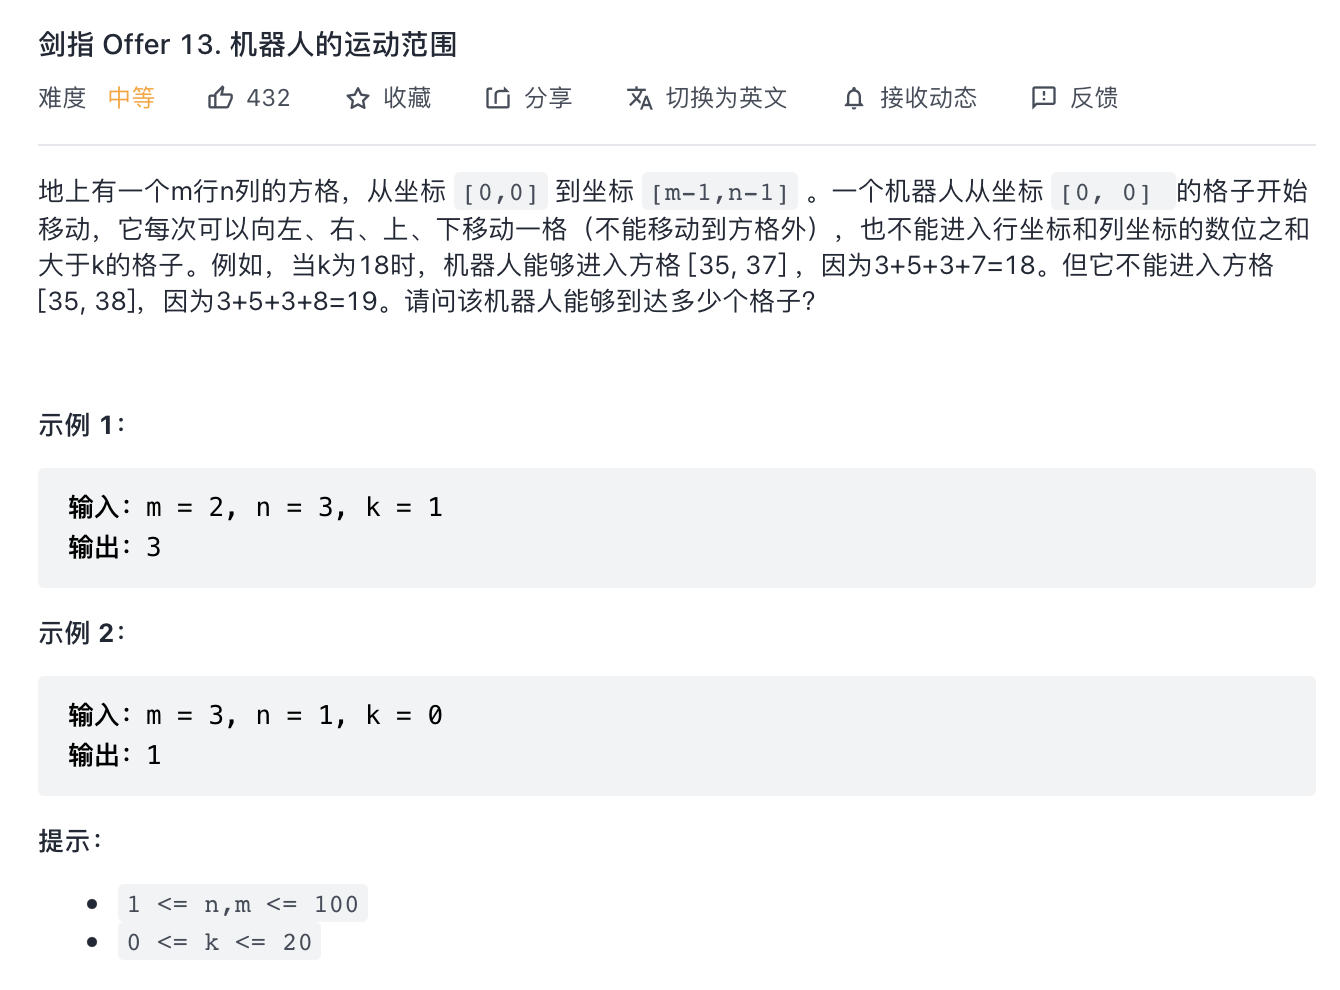 剑指 Offer 13. 机器人的运动范围
难度 中等 432 收藏 分享 切换为英文 接收动态 反馈
地上有一个m行n列的方格，从坐标 [0,0] 到坐标 [m-1,n-1] 。一个机器人从坐标 [0, 0] 的格子开始
移动，它每次可以向左、右、上、下移动一格（不能移动到方格外），也不能进入行坐标和列坐标的数位之和
大于k的格子。例如，当k为18时，机器人能够进入方格 [35, 37] ，因为3+5+3+7=18。但它不能进入方格
[35, 38]，因为3+5+3+8=19。请问该机器人能够到达多少个格子?
示例 1：
输入：m = 2, n = 3, k = 1
输出：3
示例 2：
输入：m = 3, n = 1, k = 0
输出：1
提示：
1 <= n,m <= 100
0 <= k <= 20